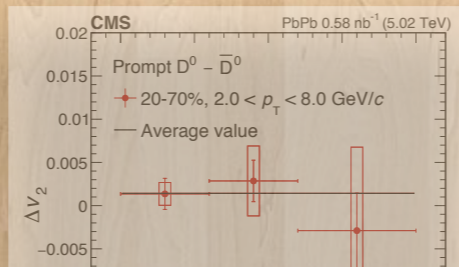 CMS PbPb 0.58 nb⁻¹ (5.02 TeV)
0.02
Prompt D⁰ − D̅⁰
0.015
20-70%, 2.0 < p_T < 8.0 GeV/c
0.01
Average value
0.005
Δv₂
0
−0.005